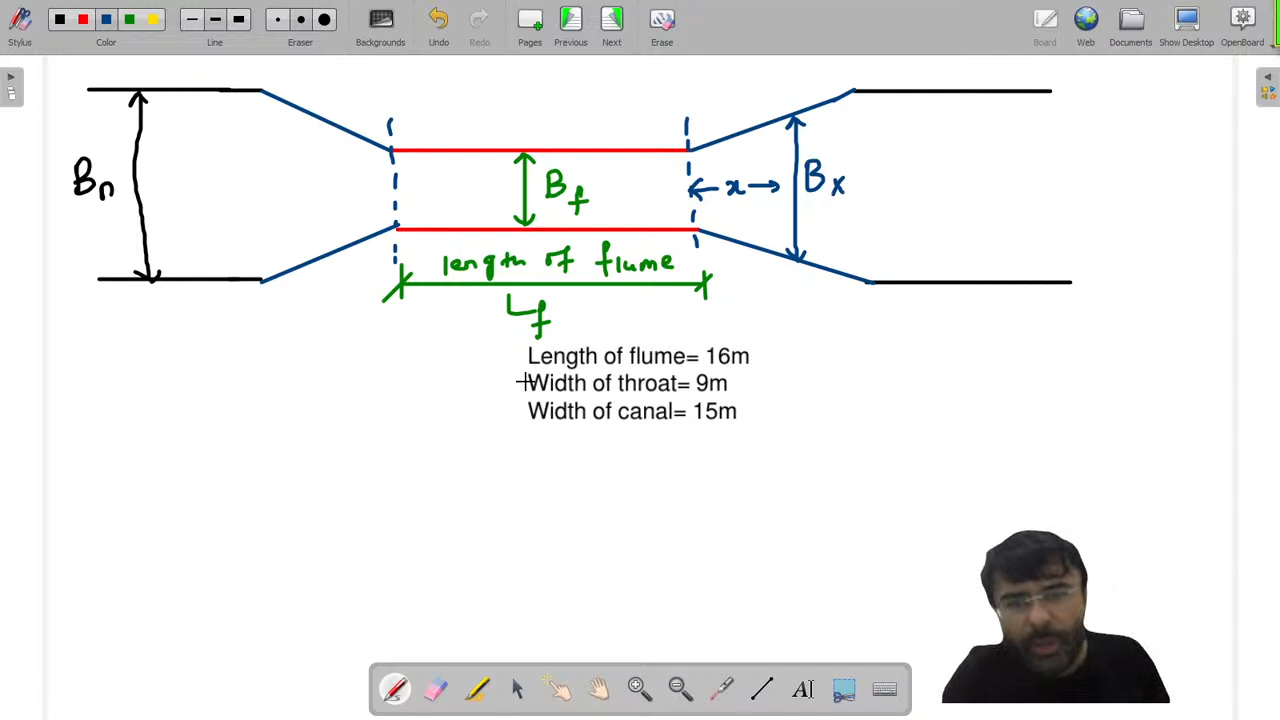 Stylus
Color
Line
Eraser
Backgrounds
Undo
Redo
Pages
Previous
Next
Erase
Board
Web
Documents
Show Desktop
OpenBoard
Bn
Bf
x
Bx
length of flume
Lf
Length of flume= 16m
Width of throat= 9m
Width of canal= 15m